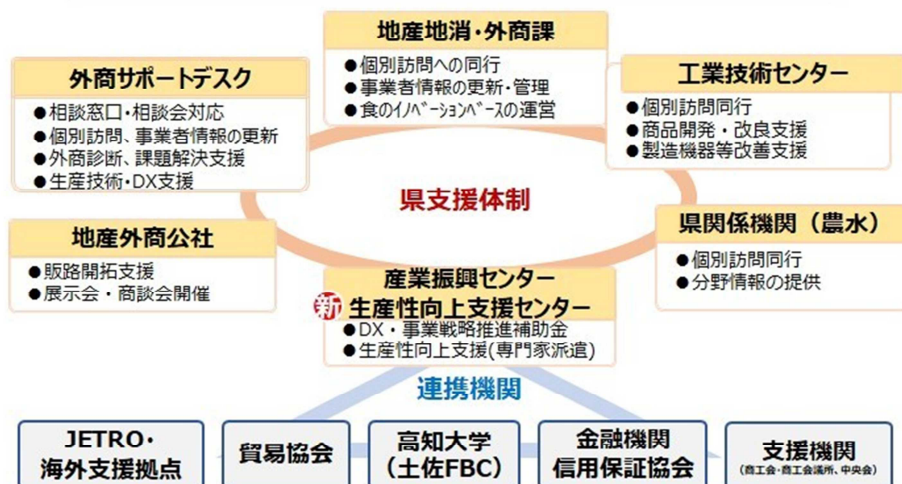 地産地消・外商課
●個別訪問への同行
●事業者情報の更新・管理
●食のｲﾉﾍﾞｰｼｮﾝﾍﾞｰｽの運営
外商サポートデスク
●相談窓口・相談会対応
●個別訪問、事業者情報の更新
●外商診断、課題解決支援
●生産技術・DX支援
工業技術センター
●個別訪問同行
●商品開発・改良支援
●製造機器等改善支援
県支援体制
地産外商公社
●販路開拓支援
●展示会・商談会開催
県関係機関（農水）
●個別訪問同行
●分野情報の提供
産業振興センター
新 生産性向上支援センター
●DX・事業戦略推進補助金
●生産性向上支援(専門家派遣)
連携機関
JETRO・
海外支援拠点
貿易協会
高知大学
（土佐FBC）
金融機関
信用保証協会
支援機関
（商工会・商工会議所、中央会）